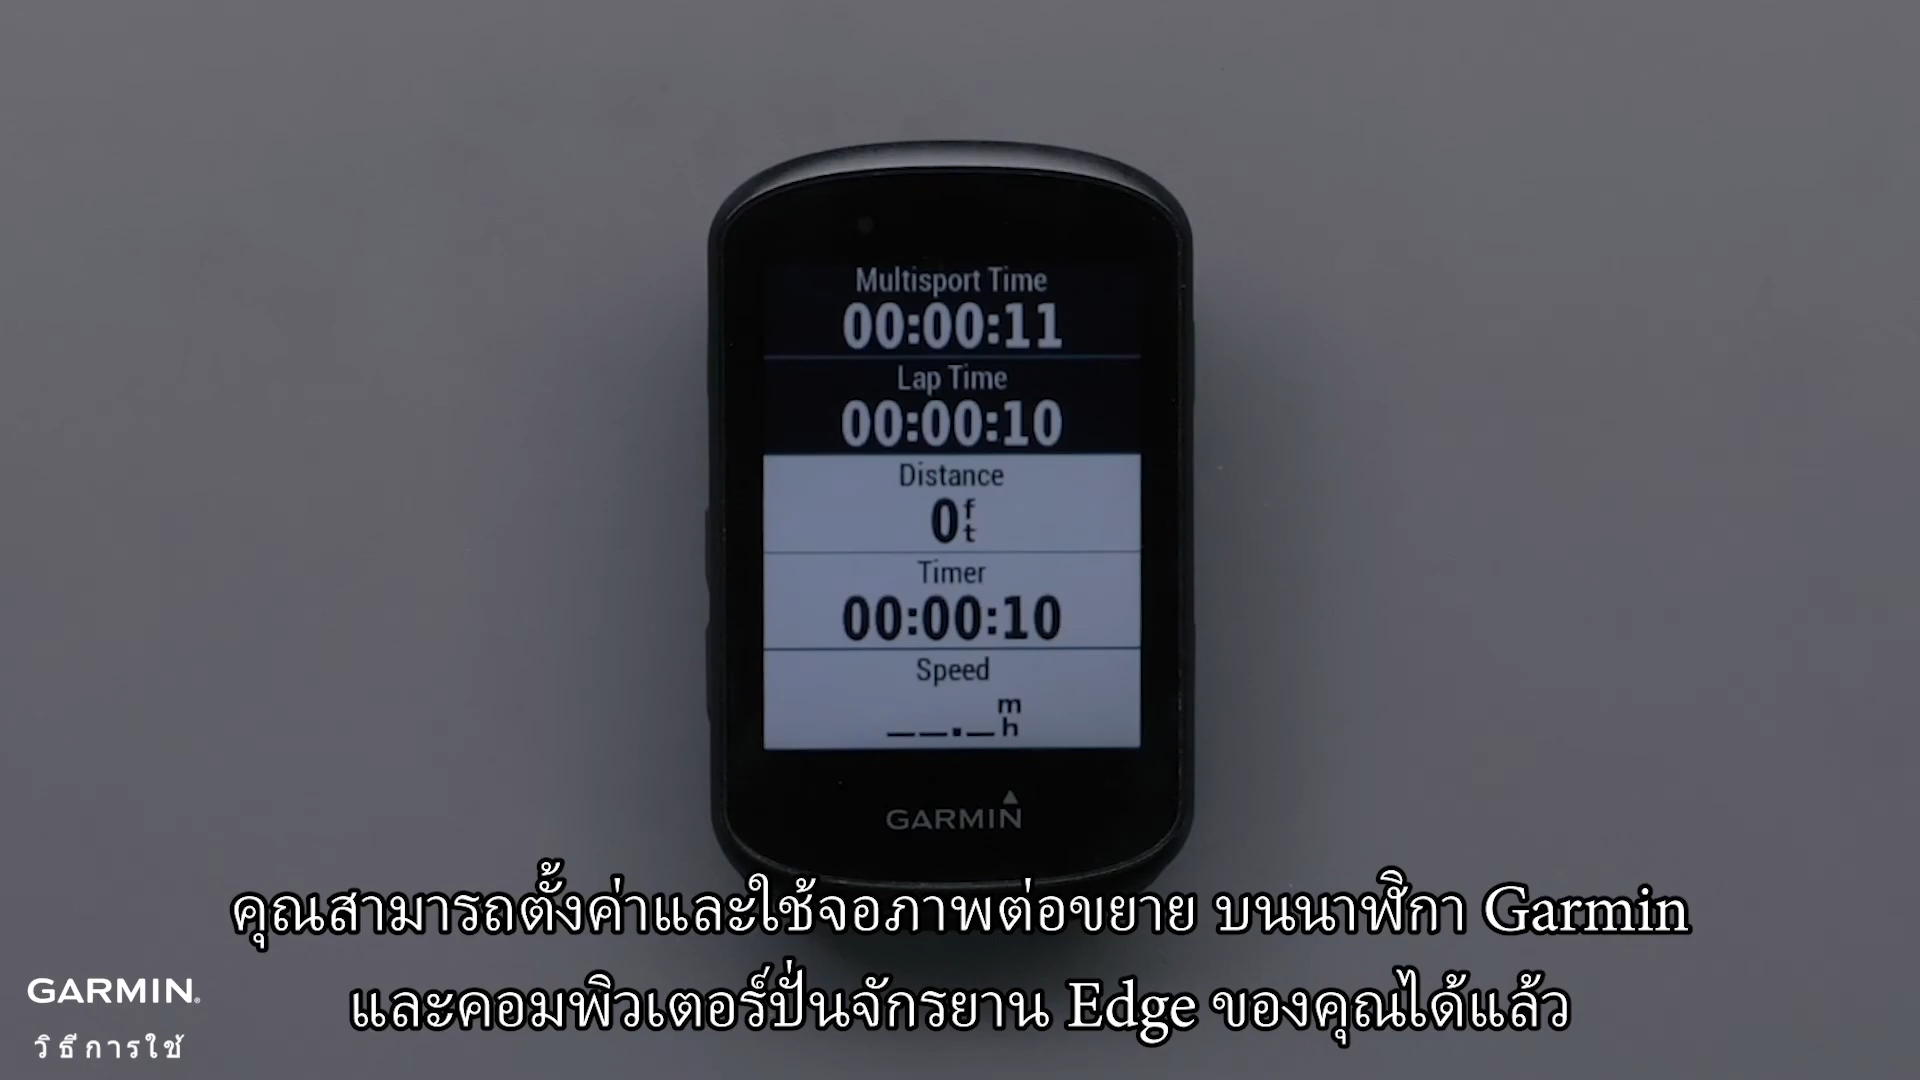 Multisport Time
00:00:11
Lap Time
00:00:10
Distance
0 ft
Timer
00:00:10
Speed
__._ mh
GARMIN
คุณสามารถตั้งค่าและใช้จอภาพต่อขยาย บนนาฬิกา Garmin
และคอมพิวเตอร์ปั่นจักรยาน Edge ของคุณได้แล้ว
GARMIN®
วิธีการใช้